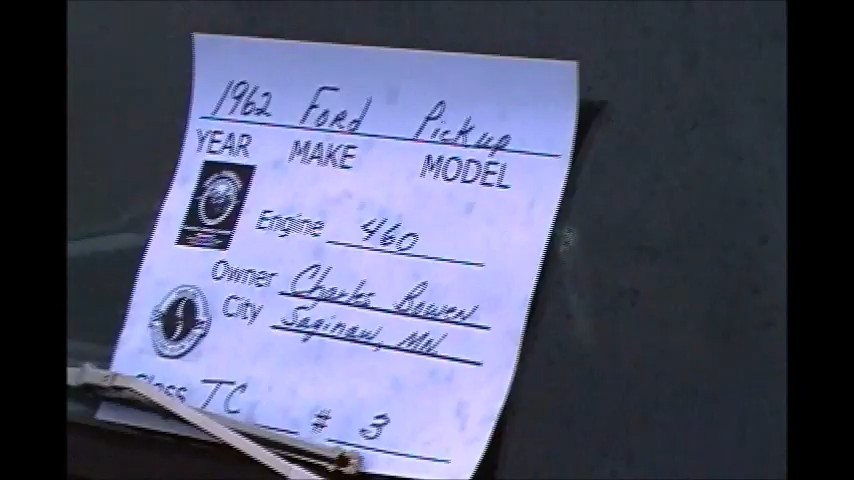 1962 Ford Pickup
YEAR MAKE MODEL
Engine 460
Owner Charles Bowen
City Saginaw, MN
Class TC # 3